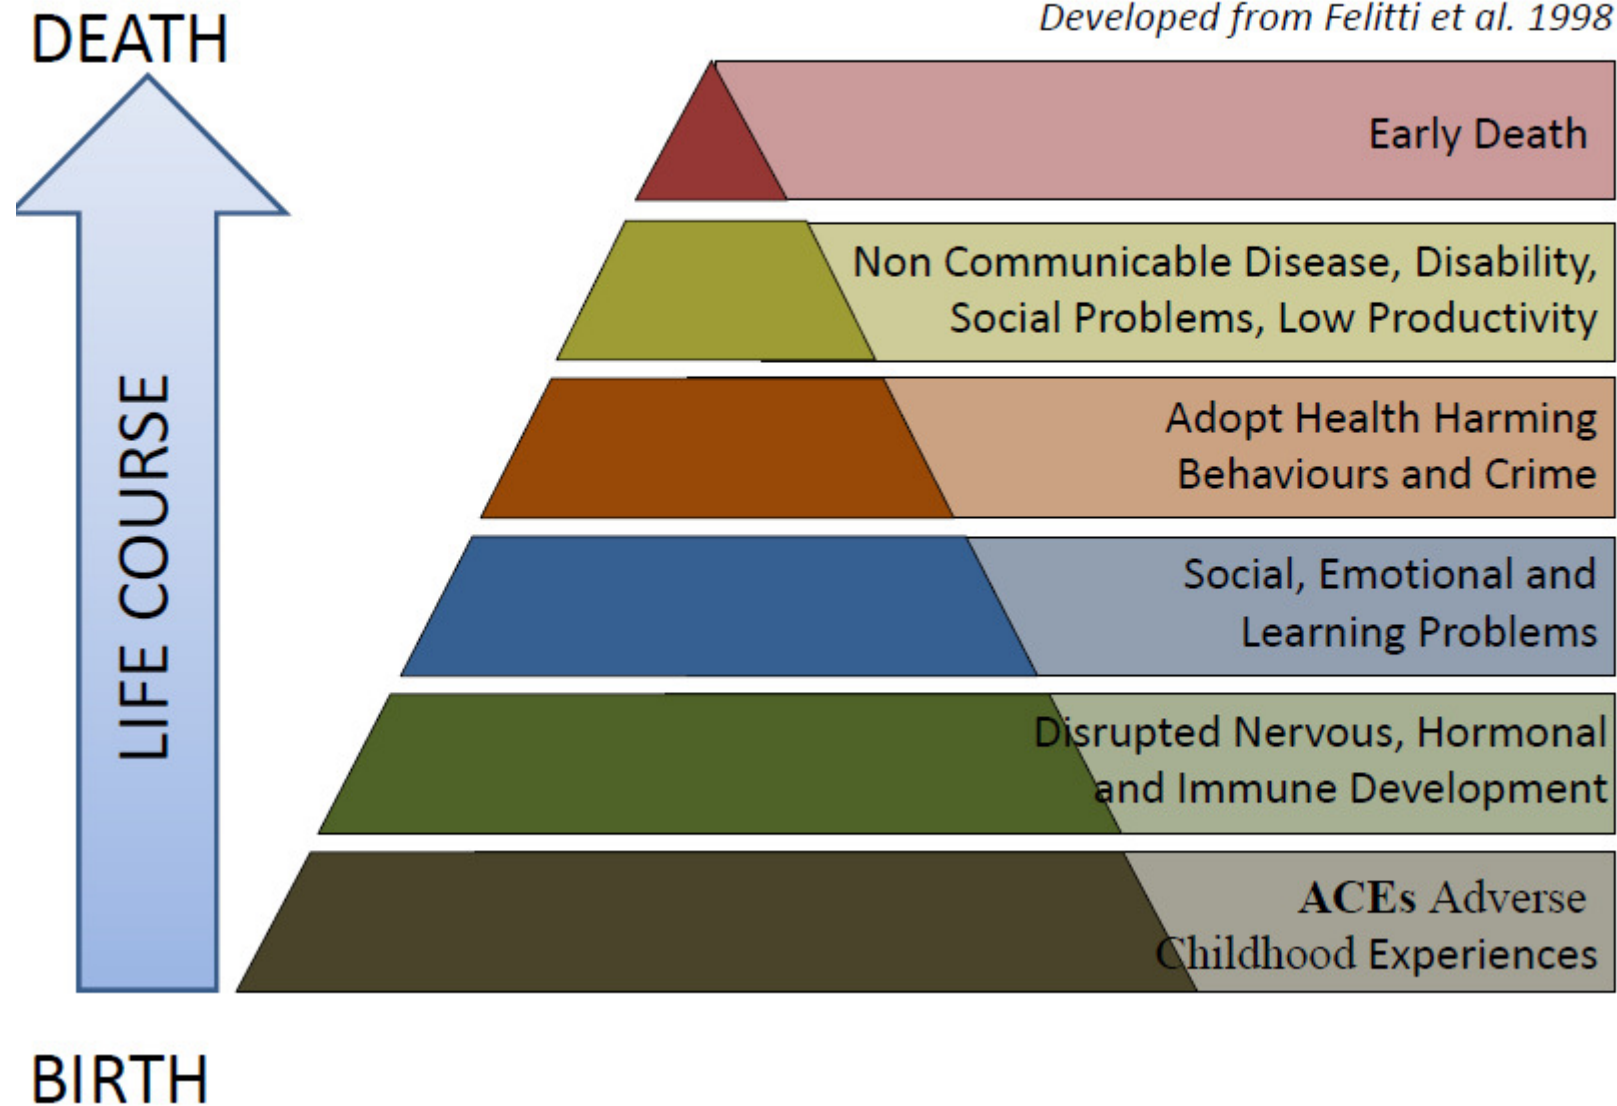 DEATH
Developed from Felitti et al. 1998
Early Death
Non Communicable Disease, Disability,
Social Problems, Low Productivity
Adopt Health Harming
Behaviours and Crime
Social, Emotional and
Learning Problems
Disrupted Nervous, Hormonal
and Immune Development
ACEs Adverse
Childhood Experiences
LIFE COURSE
BIRTH